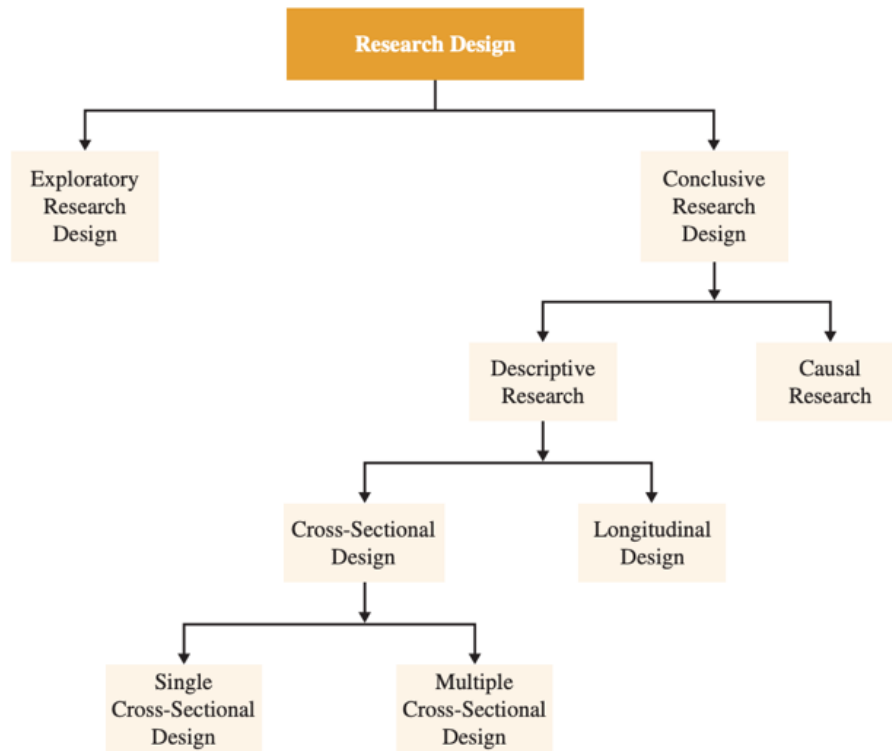 Research Design
Exploratory
Research
Design
Conclusive
Research
Design
Descriptive
Research
Causal
Research
Cross-Sectional
Design
Longitudinal
Design
Single
Cross-Sectional
Design
Multiple
Cross-Sectional
Design